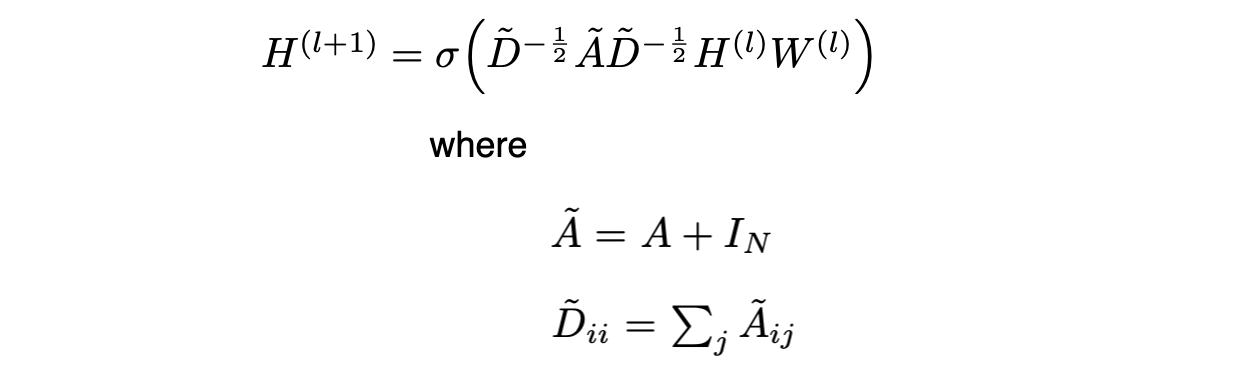 H^{(l+1)} = σ( D̃^{-1/2} Ã D̃^{-1/2} H^{(l)} W^{(l)} )
where
Ã = A + I_N
D̃_{ii} = ∑_j Ã_{ij}